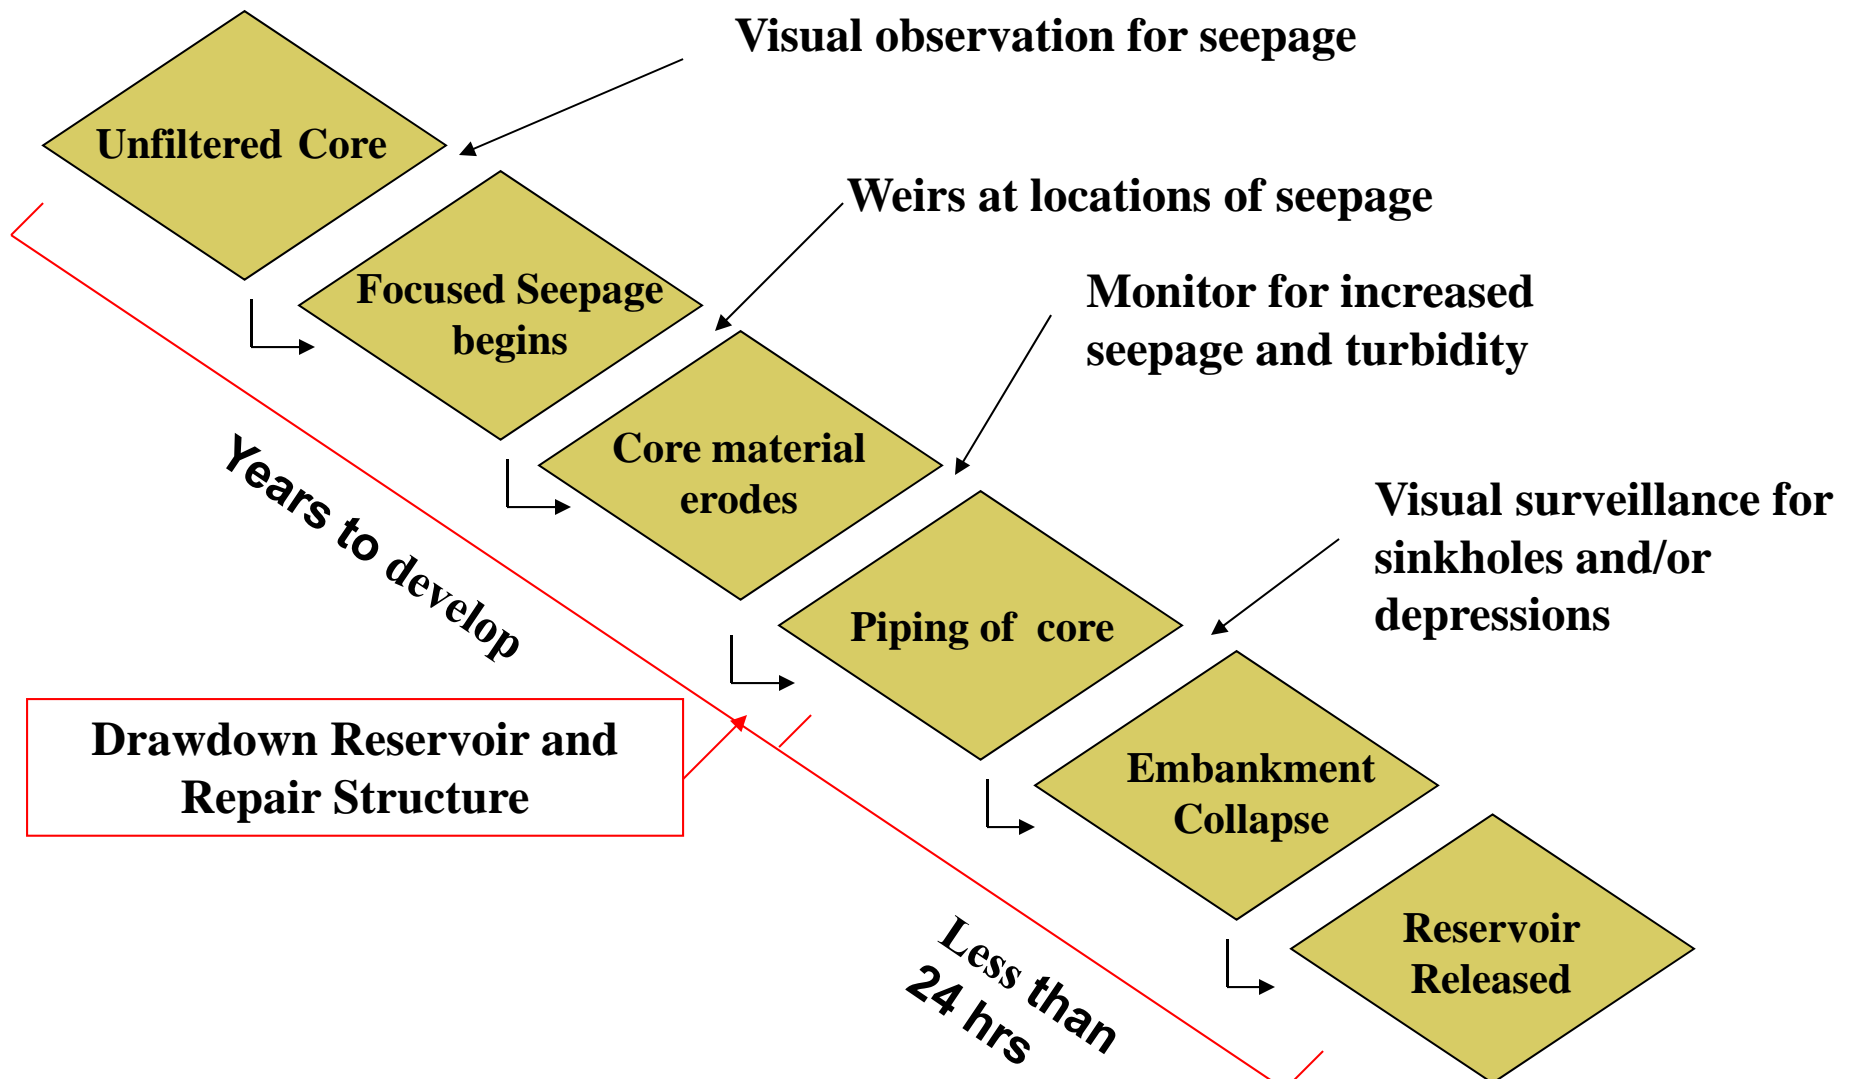 Visual observation for seepage
Unfiltered Core
Weirs at locations of seepage
Focused Seepage
begins
Monitor for increased
seepage and turbidity
Core material
erodes
Visual surveillance for
sinkholes and/or
depressions
Years to develop
Piping of core
Drawdown Reservoir and
Repair Structure
Embankment
Collapse
Less than
24 hrs
Reservoir
Released